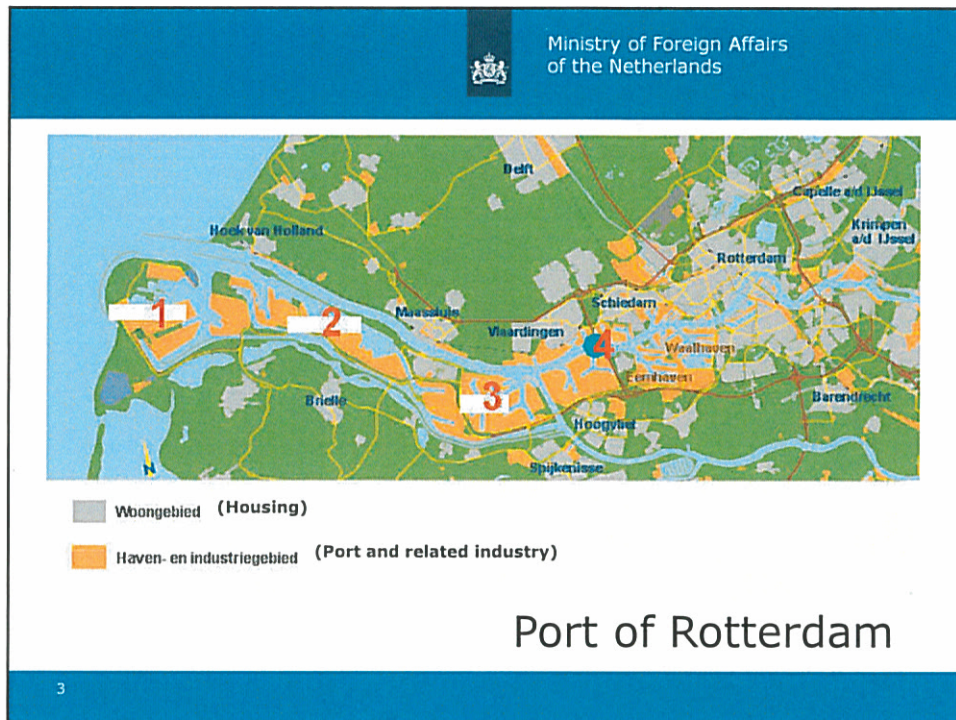 Ministry of Foreign Affairs
of the Netherlands
Delft
Capelle a/d IJssel
Krimpen
a/d IJssel
Hoek van Holland
Rotterdam
1
2
Maassluis
Schiedam
Vlaardingen
4
Waalhaven
Eemhaven
3
Brielle
Barendrecht
Hoogvliet
Spijkenisse
N
Woongebied (Housing)
Haven- en industriegebied (Port and related industry)
Port of Rotterdam
3